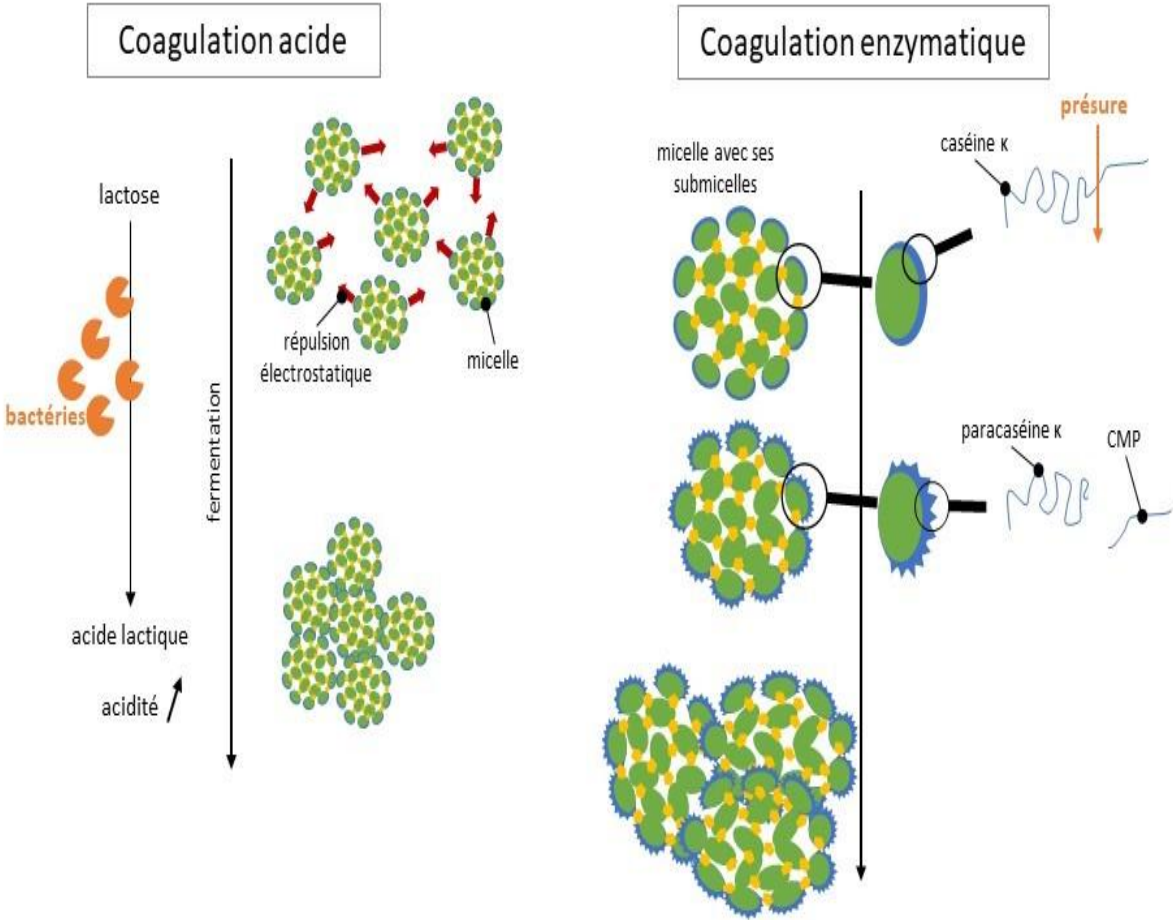 Coagulation acide
lactose
bactéries
fermentation
répulsion
électrostatique
micelle
acide lactique
acidité
Coagulation enzymatique
présure
caséine κ
micelle avec ses
submicelles
paracaséine κ
CMP